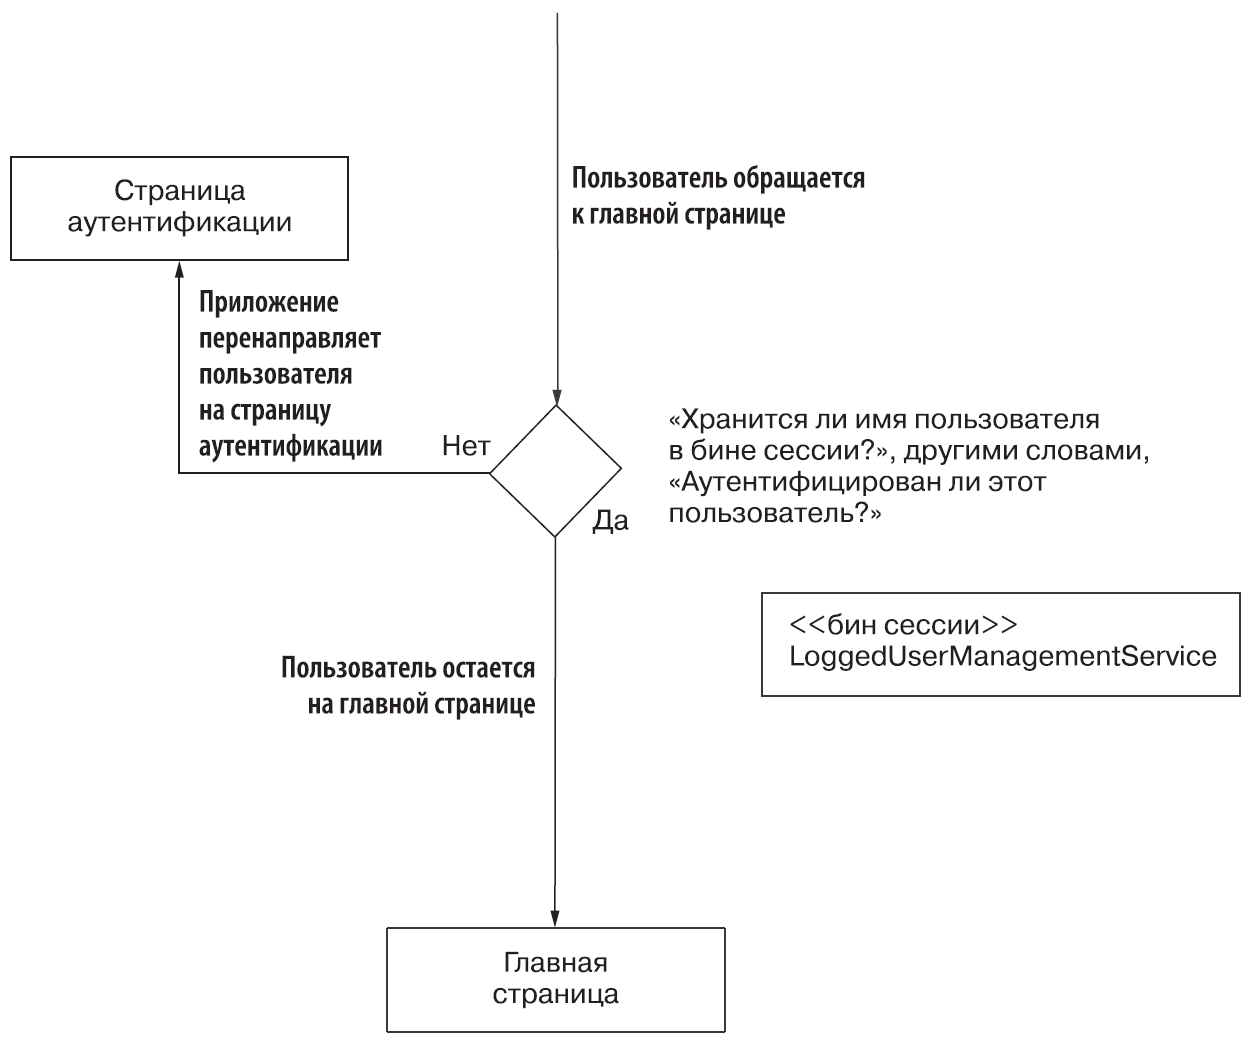 Пользователь обращается
к главной странице
Страница
аутентификации
Приложение
перенаправляет
пользователя
на страницу
аутентификации
Нет
«Хранится ли имя пользователя
в бине сессии?», другими словами,
«Аутентифицирован ли этот
пользователь?»
Да
<<бин сессии>>
LoggedUserManagementService
Пользователь остается
на главной странице
Главная
страница